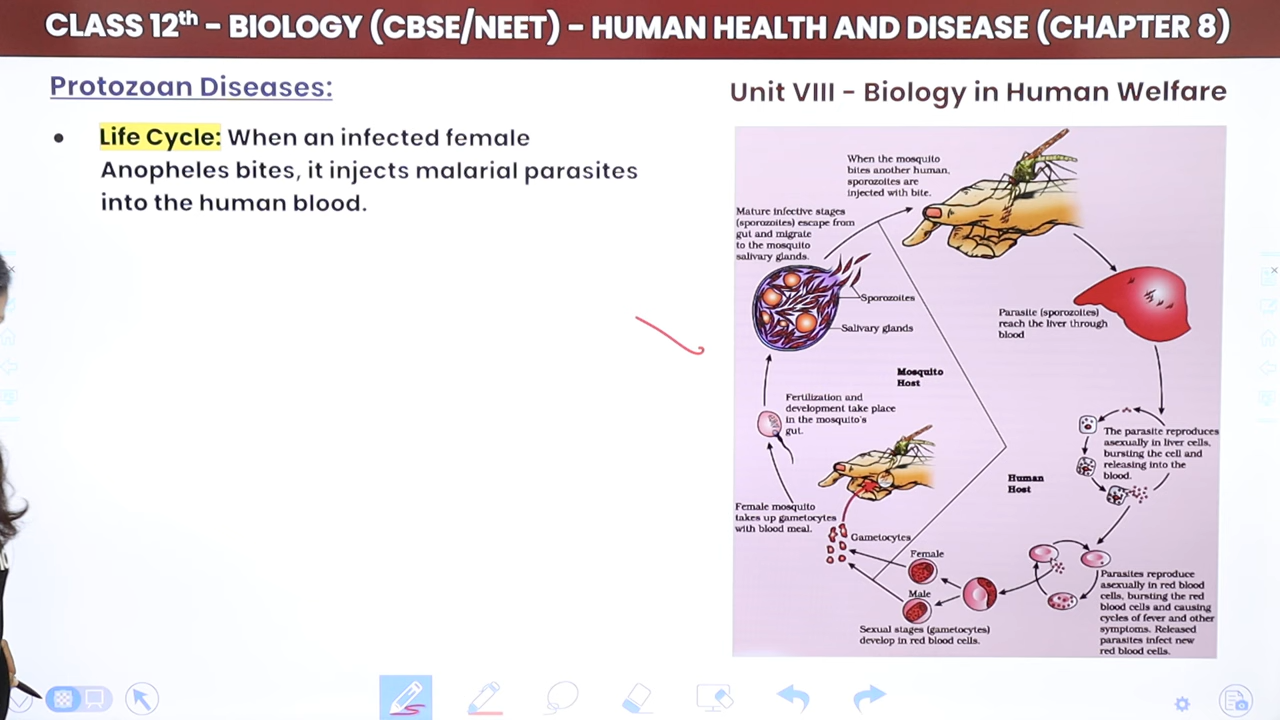 CLASS 12th – BIOLOGY (CBSE/NEET) – HUMAN HEALTH AND DISEASE (CHAPTER 8)
Protozoan Diseases:
Unit VIII – Biology in Human Welfare
• Life Cycle: When an infected female
Anopheles bites, it injects malarial parasites
into the human blood.
When the mosquito
bites another human,
sporozoites are
injected with bite.
Mature infective stages
(sporozoites) escape from
gut and migrate
to the mosquito
salivary glands.
Sporozoites
Salivary glands
Parasite (sporozoites)
reach the liver through
blood
Mosquito
Host
Fertilization and
development take place
in the mosquito's
gut.
The parasite reproduces
asexually in liver cells,
bursting the cell and
releasing into the
blood.
Human
Host
Female mosquito
takes up gametocytes
with blood meal.
Gametocytes
Female
Male
Parasites reproduce
asexually in red blood
cells, bursting the red
blood cells and causing
cycles of fever and other
symptoms. Released
parasites infect new
red blood cells.
Sexual stages (gametocytes)
develop in red blood cells.